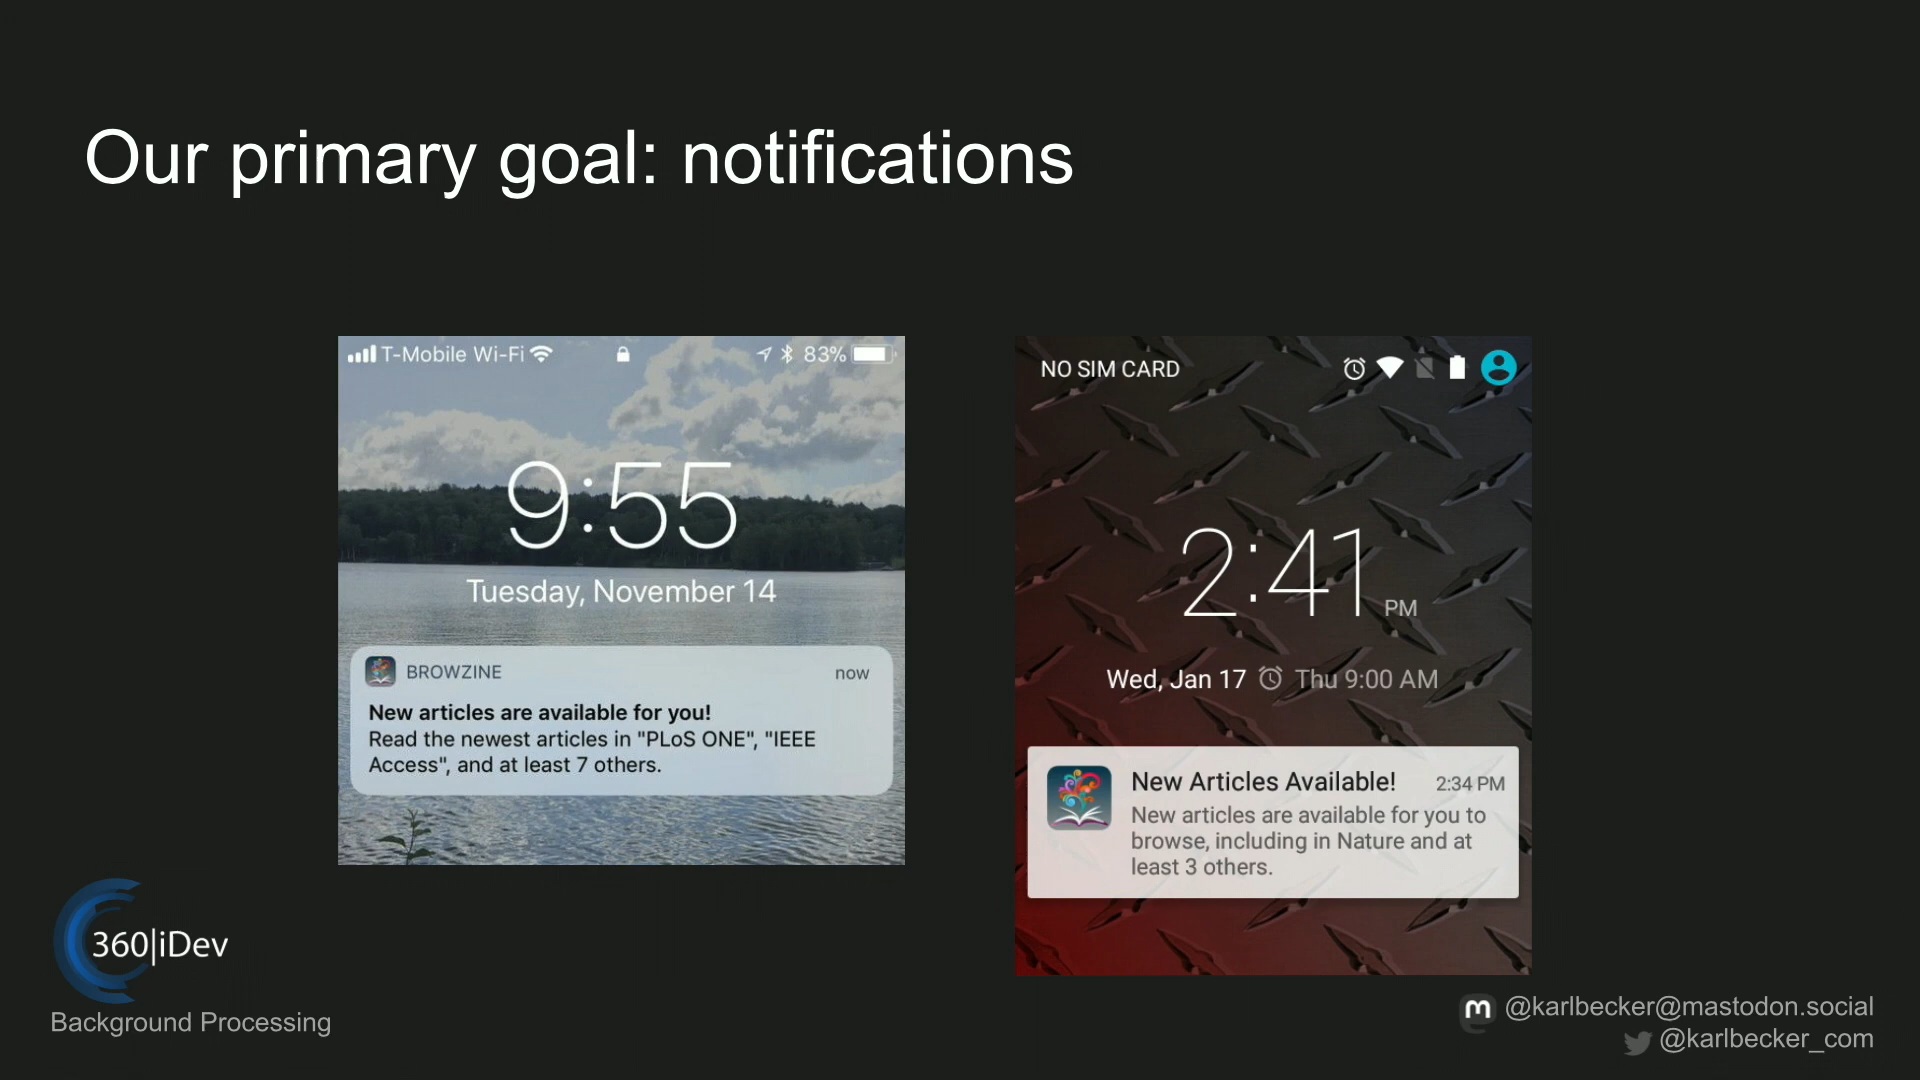 Our primary goal: notifications
T-Mobile Wi-Fi 83%
9:55
Tuesday, November 14
BROWZINE now
New articles are available for you!
Read the newest articles in "PLoS ONE", "IEEE
Access", and at least 7 others.
NO SIM CARD
2:41 PM
Wed, Jan 17 Thu 9:00 AM
New Articles Available! 2:34 PM
New articles are available for you to
browse, including in Nature and at
least 3 others.
360|iDev
Background Processing
m @karlbecker@mastodon.social
@karlbecker_com